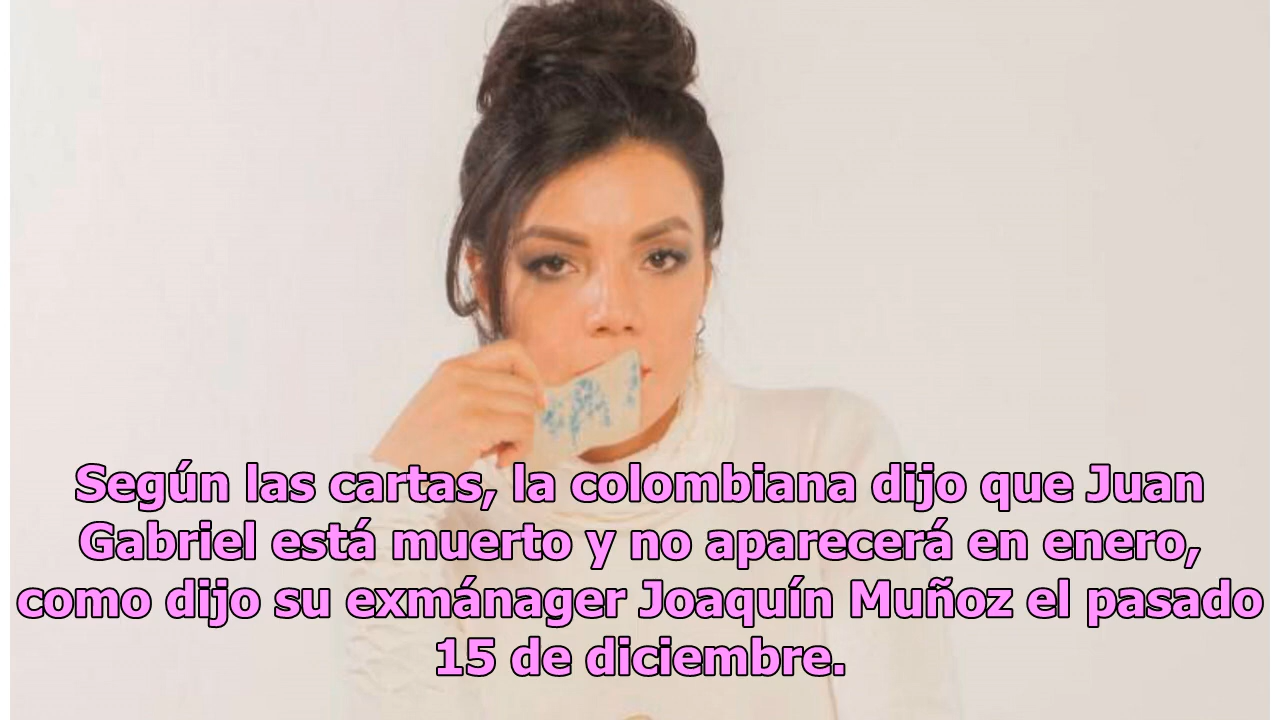 Según las cartas, la colombiana dijo que Juan
Gabriel está muerto y no aparecerá en enero,
como dijo su exmánager Joaquín Muñoz el pasado
15 de diciembre.